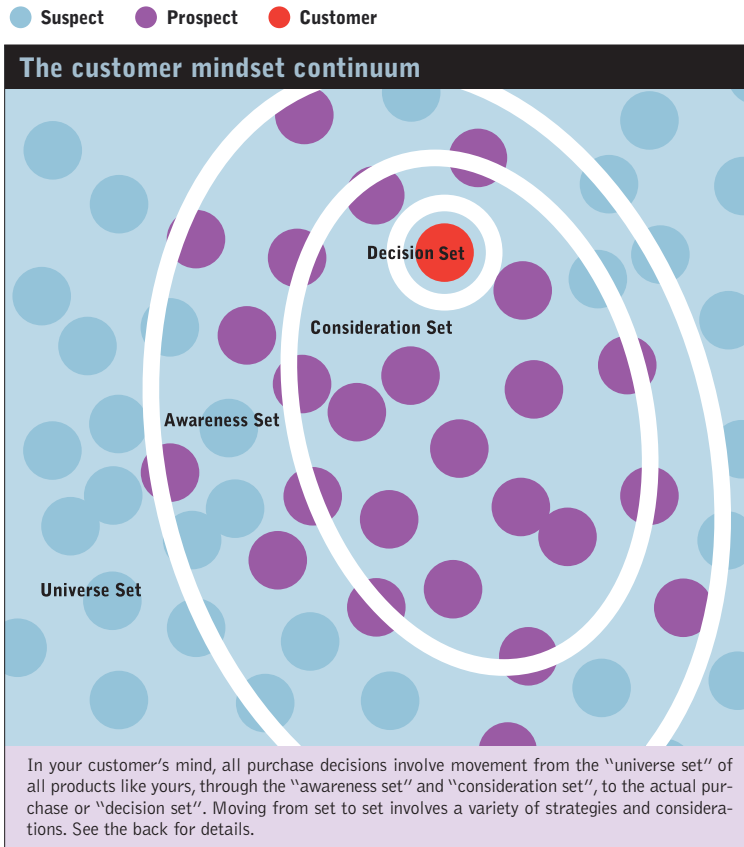 Suspect Prospect Customer
The customer mindset continuum
Decision Set
Consideration Set
Awareness Set
Universe Set
In your customer’s mind, all purchase decisions involve movement from the “universe set” of
all products like yours, through the “awareness set” and “consideration set”, to the actual pur-
chase or “decision set”. Moving from set to set involves a variety of strategies and considera-
tions. See the back for details.